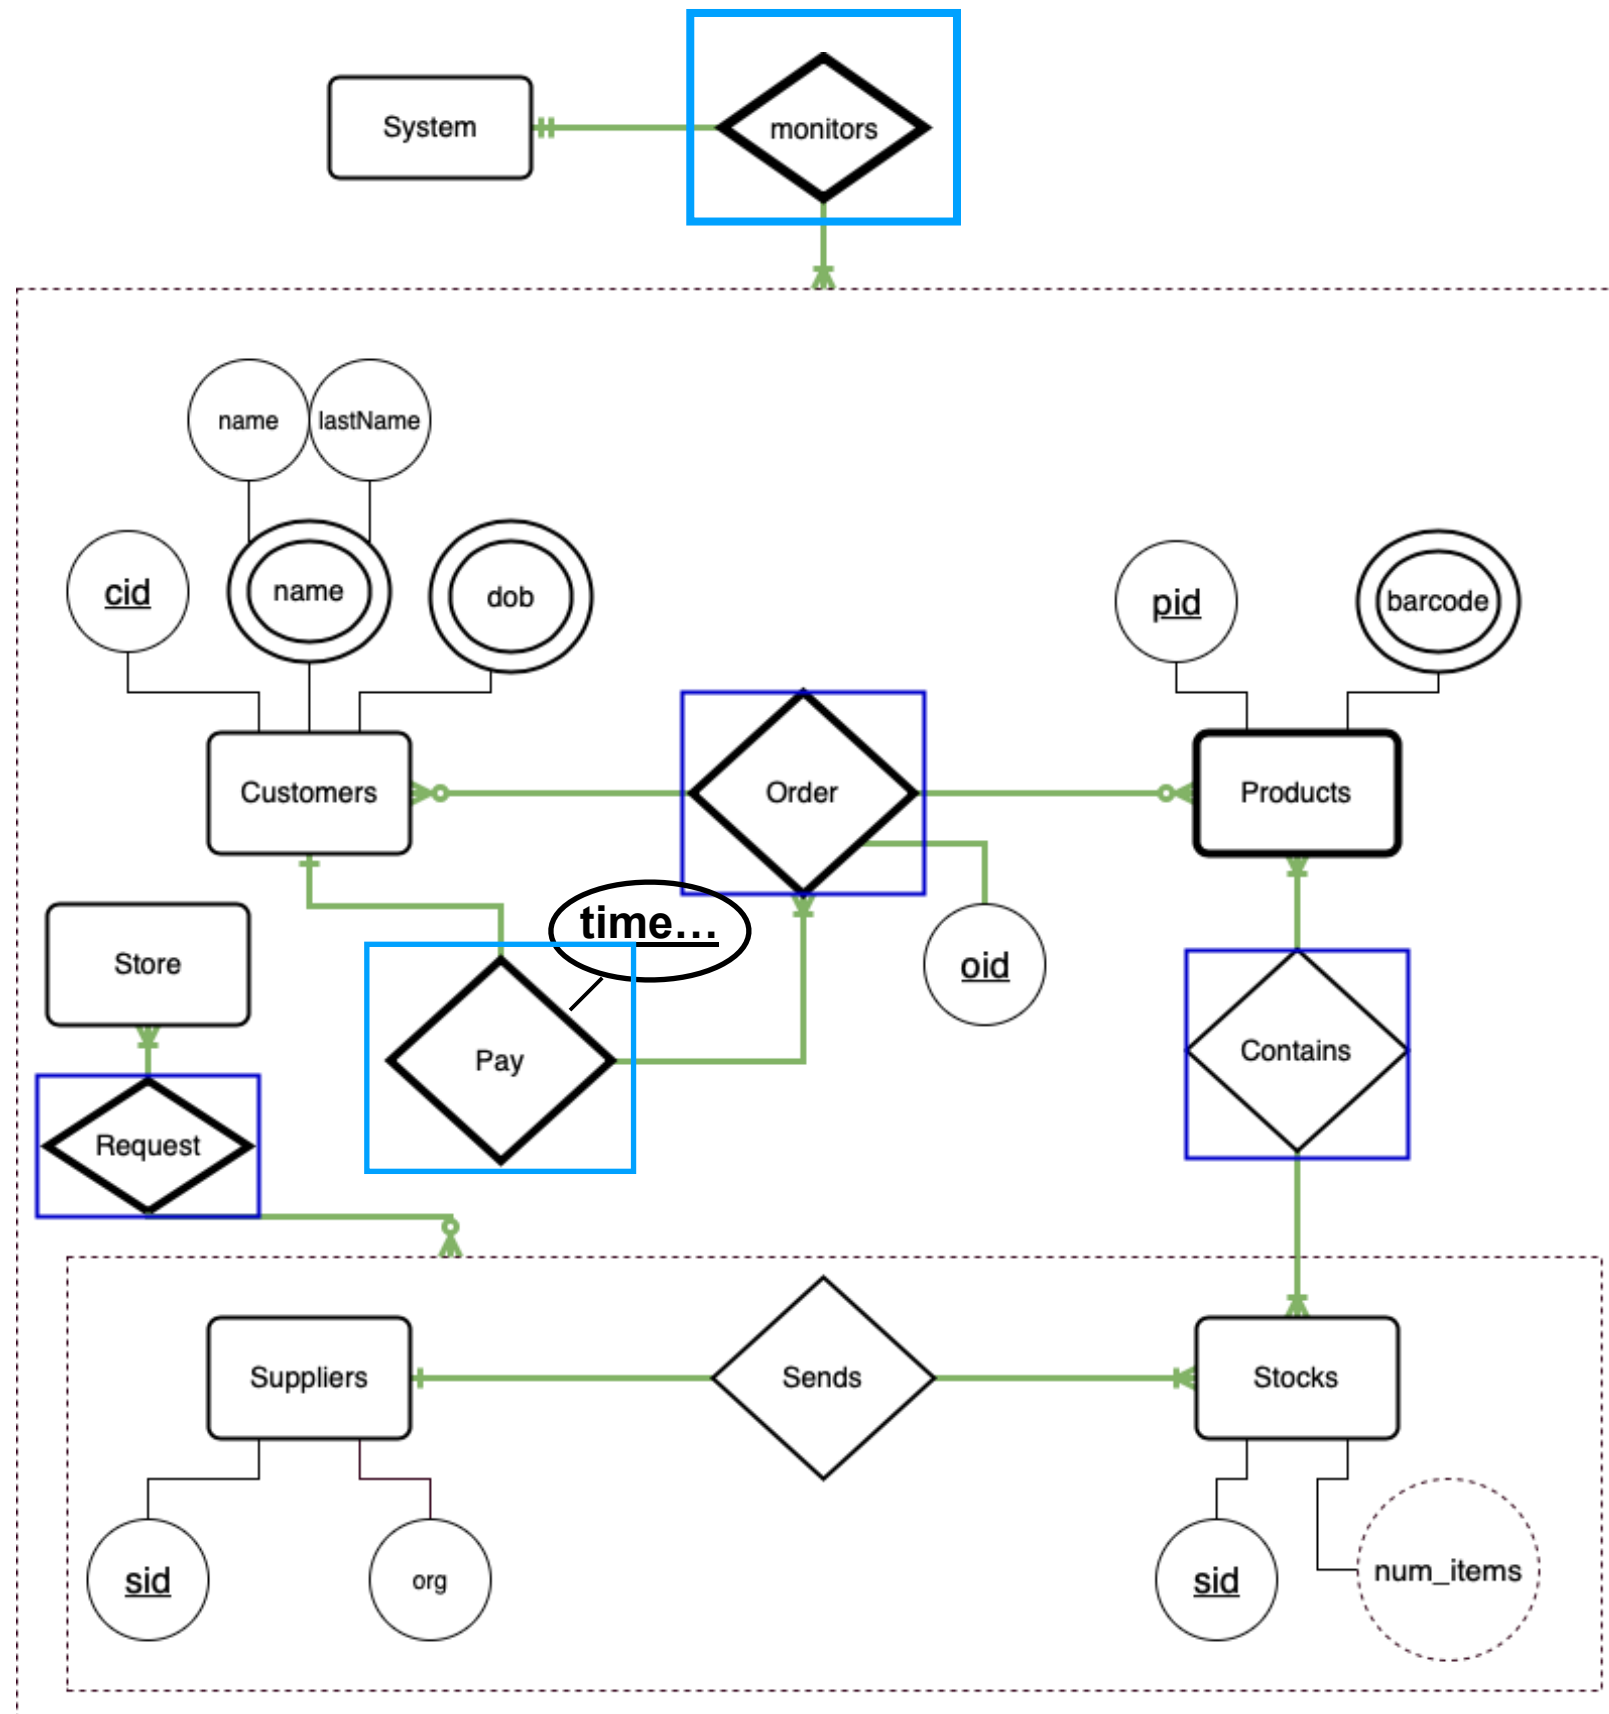 System
monitors
name
lastName
cid
name
dob
pid
barcode
Customers
Order
Products
time...
Store
oid
Pay
Contains
Request
Suppliers
Sends
Stocks
sid
org
sid
num_items